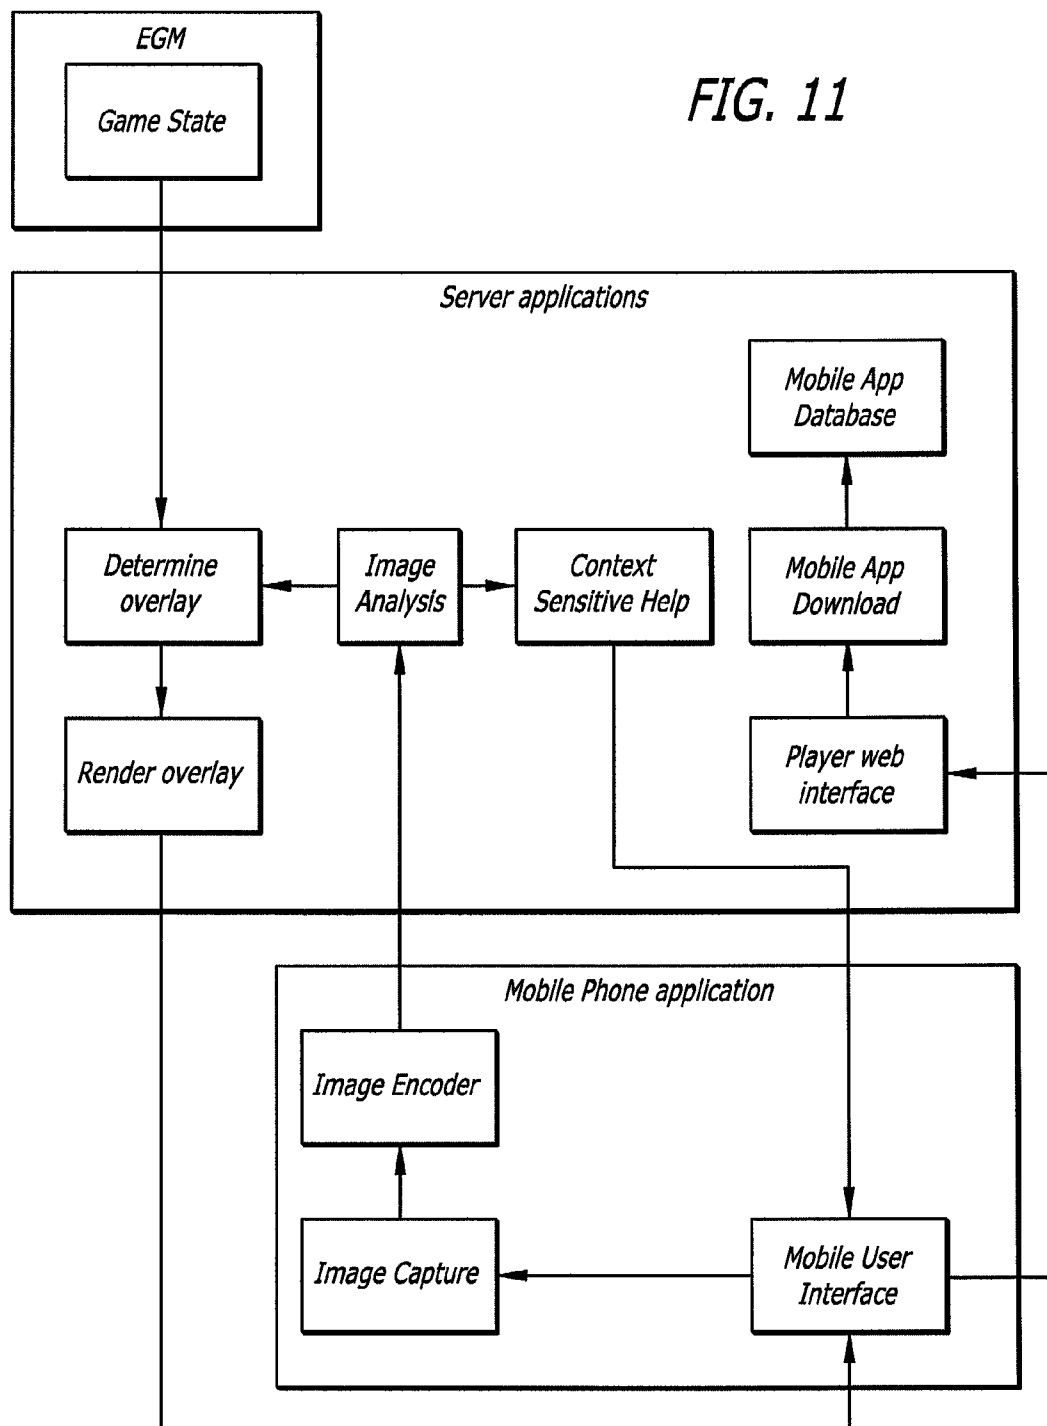 EGM
Game State
FIG. 11
Server applications
Mobile App
Database
Determine
overlay
Image
Analysis
Context
Sensitive Help
Mobile App
Download
Render overlay
Player web
interface
Mobile Phone application
Image Encoder
Image Capture
Mobile User
Interface